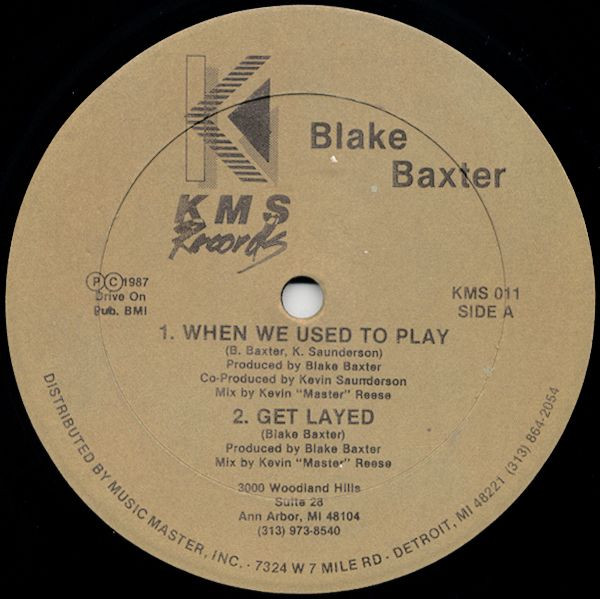 K
Blake
Baxter
KMS
Records
Ⓟ Ⓒ 1987
Drive On
Pub. BMI
KMS 011
SIDE A
1. WHEN WE USED TO PLAY
(B. Baxter, K. Saunderson)
Produced by Blake Baxter
Co-Produced by Kevin Saunderson
Mix by Kevin "Master" Reese
2. GET LAYED
(Blake Baxter)
Produced by Blake Baxter
Mix by Kevin "Master" Reese
3000 Woodland Hills
Suite 28
Ann Arbor, MI 48104
(313) 973-8540
DISTRIBUTED BY MUSIC MASTER, INC. · 7324 W 7 MILE RD - DETROIT, MI 48221 (313) 864-2054